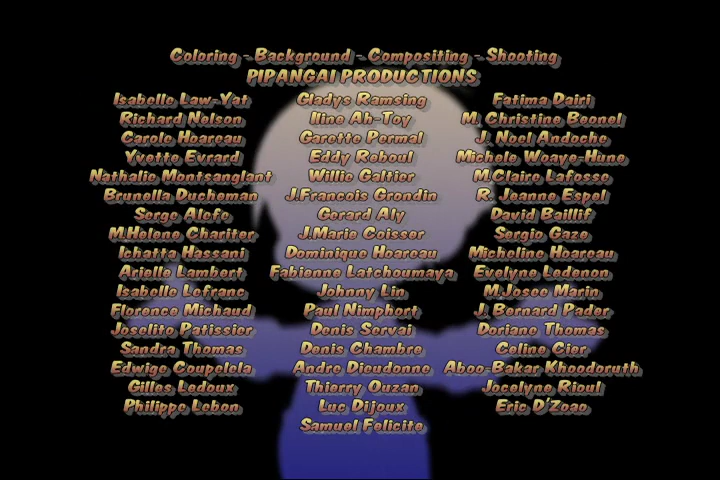 Coloring - Background - Compositing - Shooting
PIPANGAI PRODUCTIONS
Isabelle Law-Yat Gladys Ramsing Fatima Dairi
Richard Nelson Iline Ah-Toy M. Christine Beonel
Carole Hoareau Garette Permal J. Noel Andoche
Yvette Evrard Eddy Reboul Michele Woaye-Hune
Nathalie Montsanglant Willie Galtier M.Claire Lafosse
Brunella Ducheman J.Francois Grondin R. Jeanne Espel
Serge Alefe Gerard Aly David Baillif
M.Helene Chariter J.Marie Coisser Sergio Gaze
Ichatta Hassani Dominique Hoareau Micheline Hoareau
Arielle Lambert Fabienne Latchoumaya Evelyne Ledenon
Isabelle Lefranc Johnny Lin M.Josee Marin
Florence Michaud Paul Nimphort J. Bernard Pader
Joselito Patissier Denis Servai Doriane Thomas
Sandra Thomas Denis Chambre Celine Cier
Edwige Coupelela Andre Dieudonne Aboo-Bakar Khoodoruth
Gilles Ledoux Thierry Ouzan Jocelyne Rioul
Philippe Lebon Luc Dijoux Eric D'Zoao
Samuel Felicite